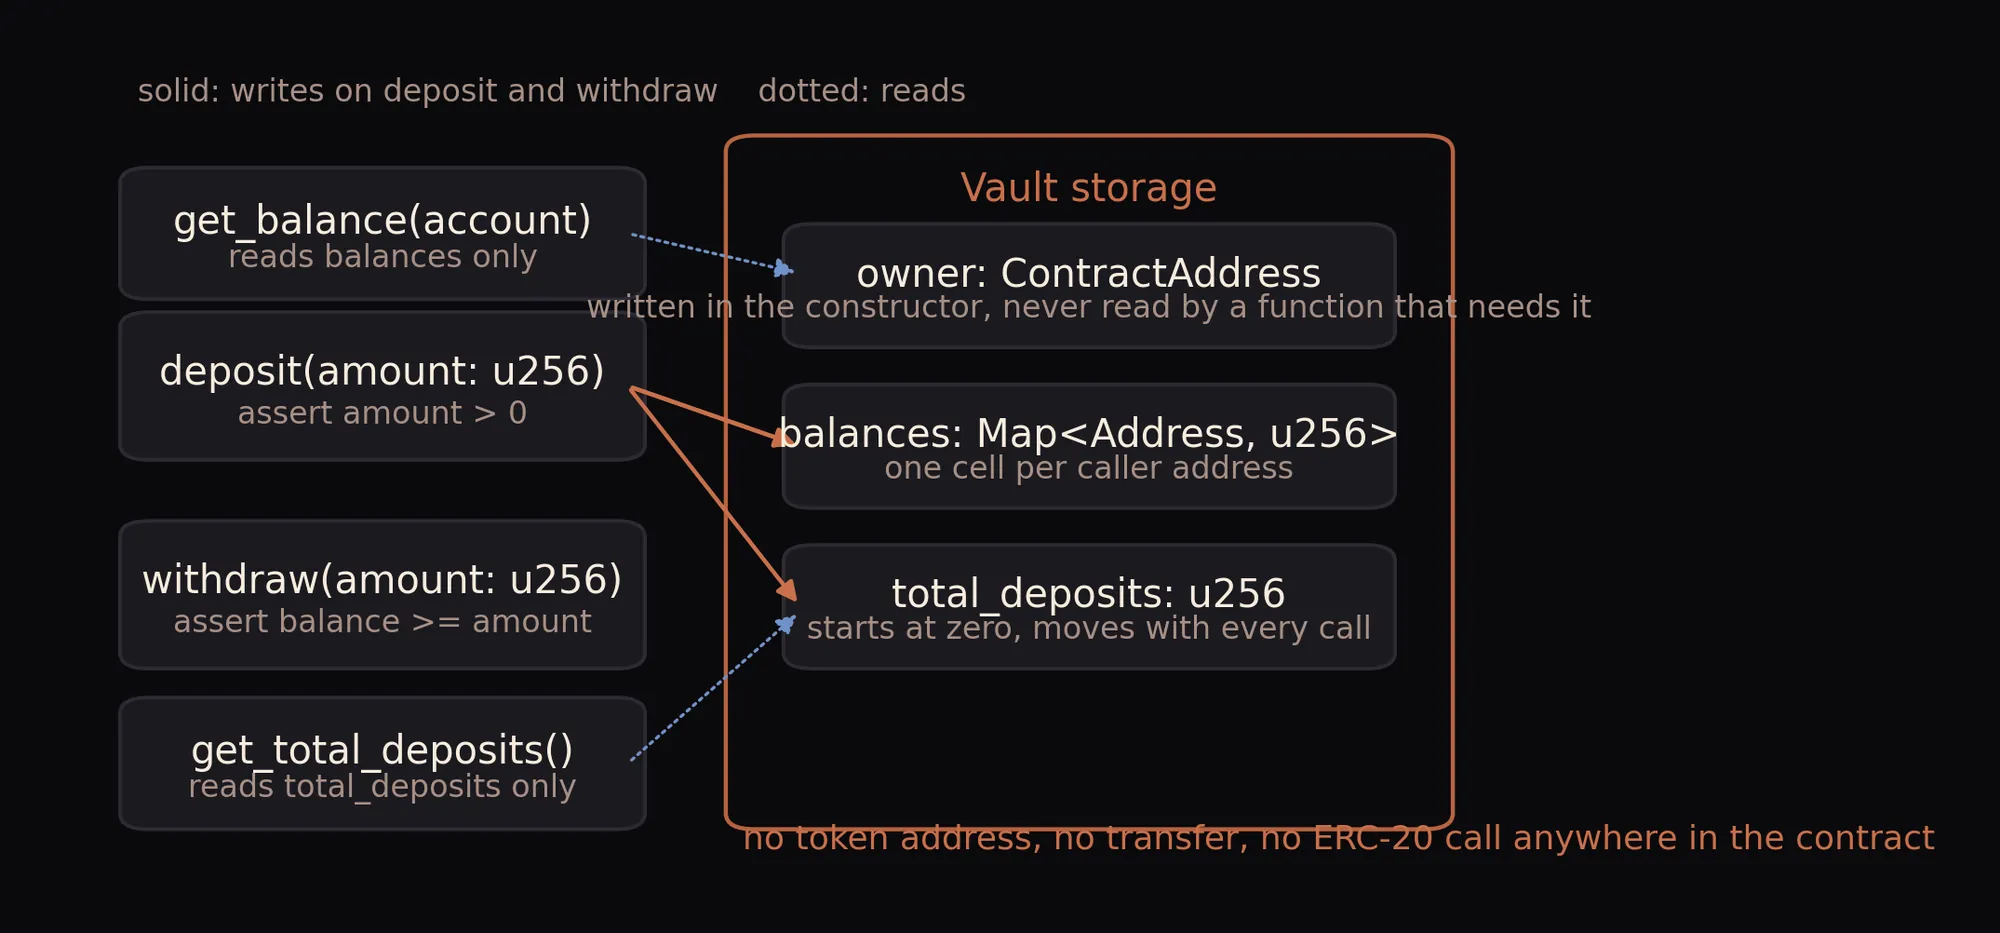 solid: writes on deposit and withdraw    dotted: reads
get_balance(account)
reads balances only
deposit(amount: u256)
assert amount > 0
withdraw(amount: u256)
assert balance >= amount
get_total_deposits()
reads total_deposits only
Vault storage
owner: ContractAddress
written in the constructor, never read by a function that needs it
balances: Map<Address, u256>
one cell per caller address
total_deposits: u256
starts at zero, moves with every call
no token address, no transfer, no ERC-20 call anywhere in the contract